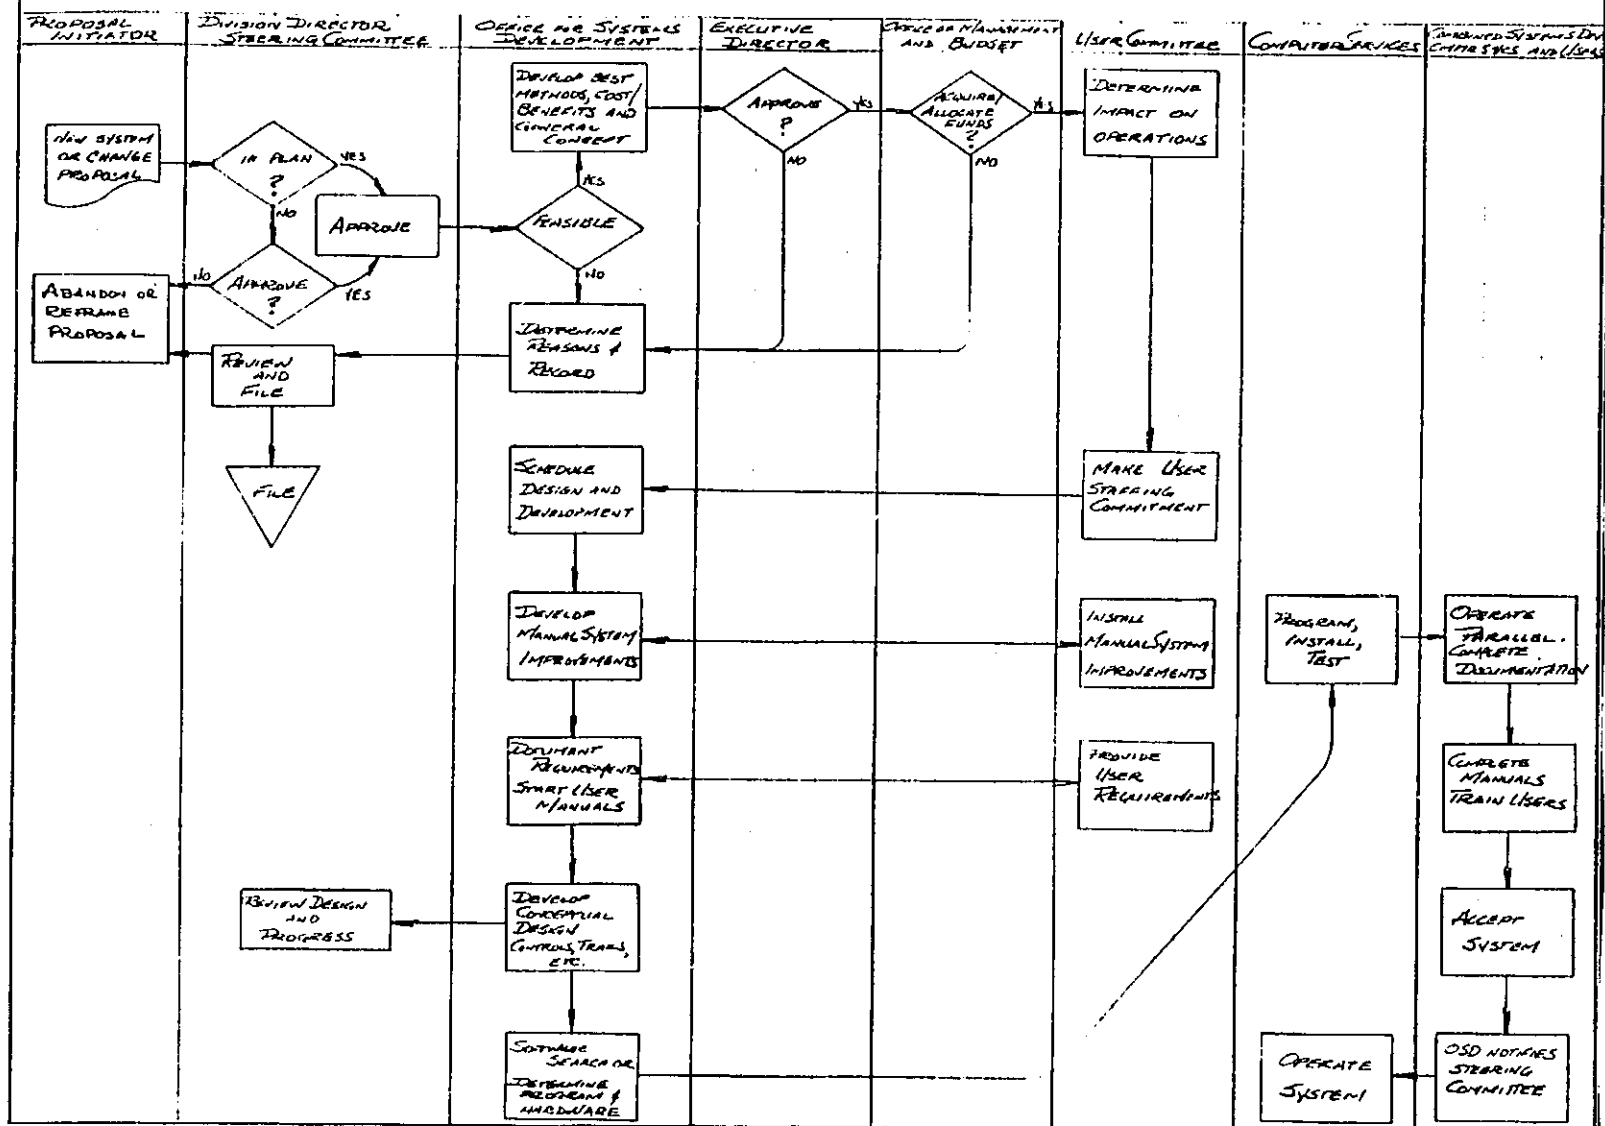 PROPOSAL
INITIATOR
DIVISION DIRECTOR
STEERING COMMITTEE
OFFICE FOR SYSTEMS
DEVELOPMENT
EXECUTIVE
DIRECTOR
OFFICE OF MANAGEMENT
AND BUDGET
USER COMMITTEE
COMPUTER SERVICES
COMBINED SYSTEMS DEV
AND USERS
NEW SYSTEM
OR CHANGE
PROPOSAL
IN PLAN
?
YES
NO
APPROVE
APPROVE
?
NO
YES
ABANDON OR
REFRAME
PROPOSAL
REVIEW
AND
FILE
FILE
DEVELOP BEST
METHODS, COST/
BENEFITS AND
GENERAL
CONCEPT
YES
FEASIBLE
NO
DETERMINE
REASONS &
RECORD
APPROVE
?
YES
NO
ACQUIRE/
ALLOCATE
FUNDS
?
YES
NO
DETERMINE
IMPACT ON
OPERATIONS
SCHEDULE
DESIGN AND
DEVELOPMENT
MAKE USER
STAFFING
COMMITMENT
DEVELOP
MANUAL SYSTEM
IMPROVEMENTS
INSTALL
MANUAL SYSTEM
IMPROVEMENTS
PROGRAM,
INSTALL,
TEST
OPERATE
PARALLEL.
COMPLETE
DOCUMENTATION
DOCUMENT
REQUIREMENTS
START USER
MANUALS
PROVIDE
USER
REQUIREMENTS
COMPLETE
MANUALS
TRAIN USERS
REVIEW DESIGN
AND
PROGRESS
DEVELOP
CONCEPTUAL
DESIGN
CONTROLS, TRAILS,
ETC.
ACCEPT
SYSTEM
SOFTWARE
SEARCH OR
DETERMINE
PROGRAM &
HARDWARE
OPERATE
SYSTEM
OSD NOTIFIES
STEERING
COMMITTEE